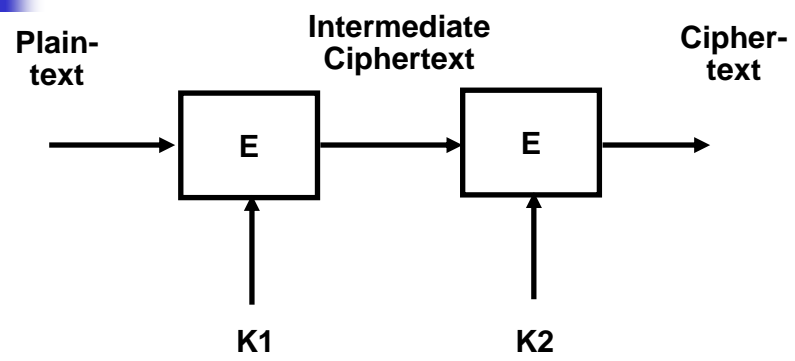 Plain-
text
Intermediate
Ciphertext
Cipher-
text
E
E
K1
K2